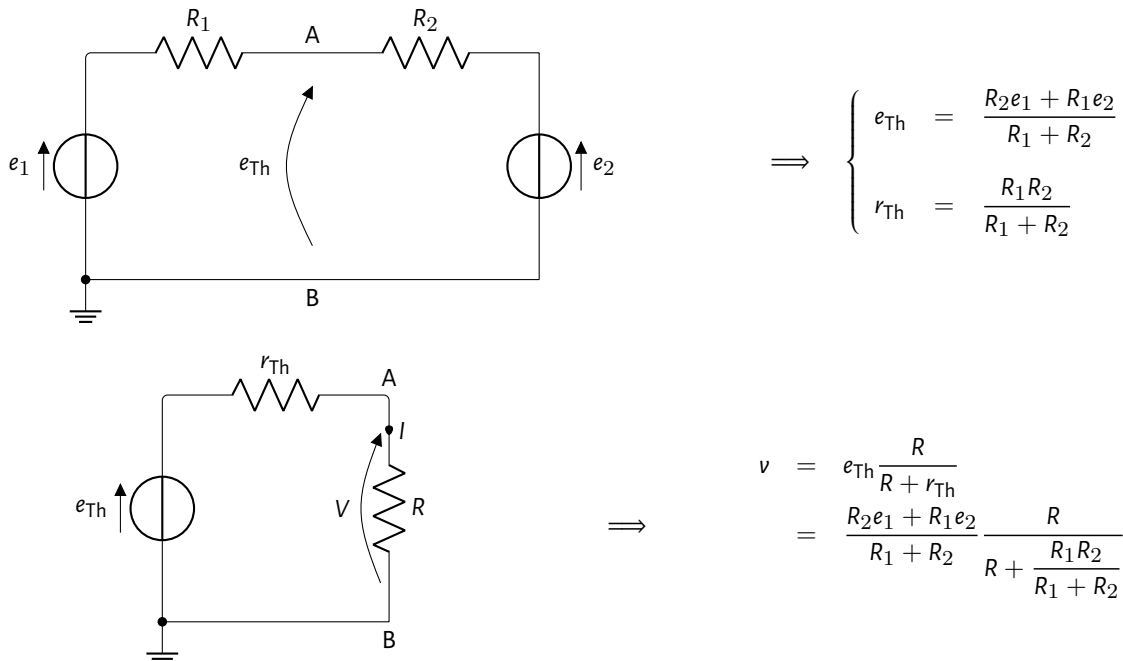 R1 A R2
e1 eTh e2
B
⟹ { eTh = (R2e1 + R1e2) / (R1 + R2)
rTh = R1R2 / (R1 + R2)
rTh A
I
eTh V R
B
⟹ v = eTh R / (R + rTh)
= (R2e1 + R1e2) / (R1 + R2) R / (R + R1R2 / (R1 + R2))